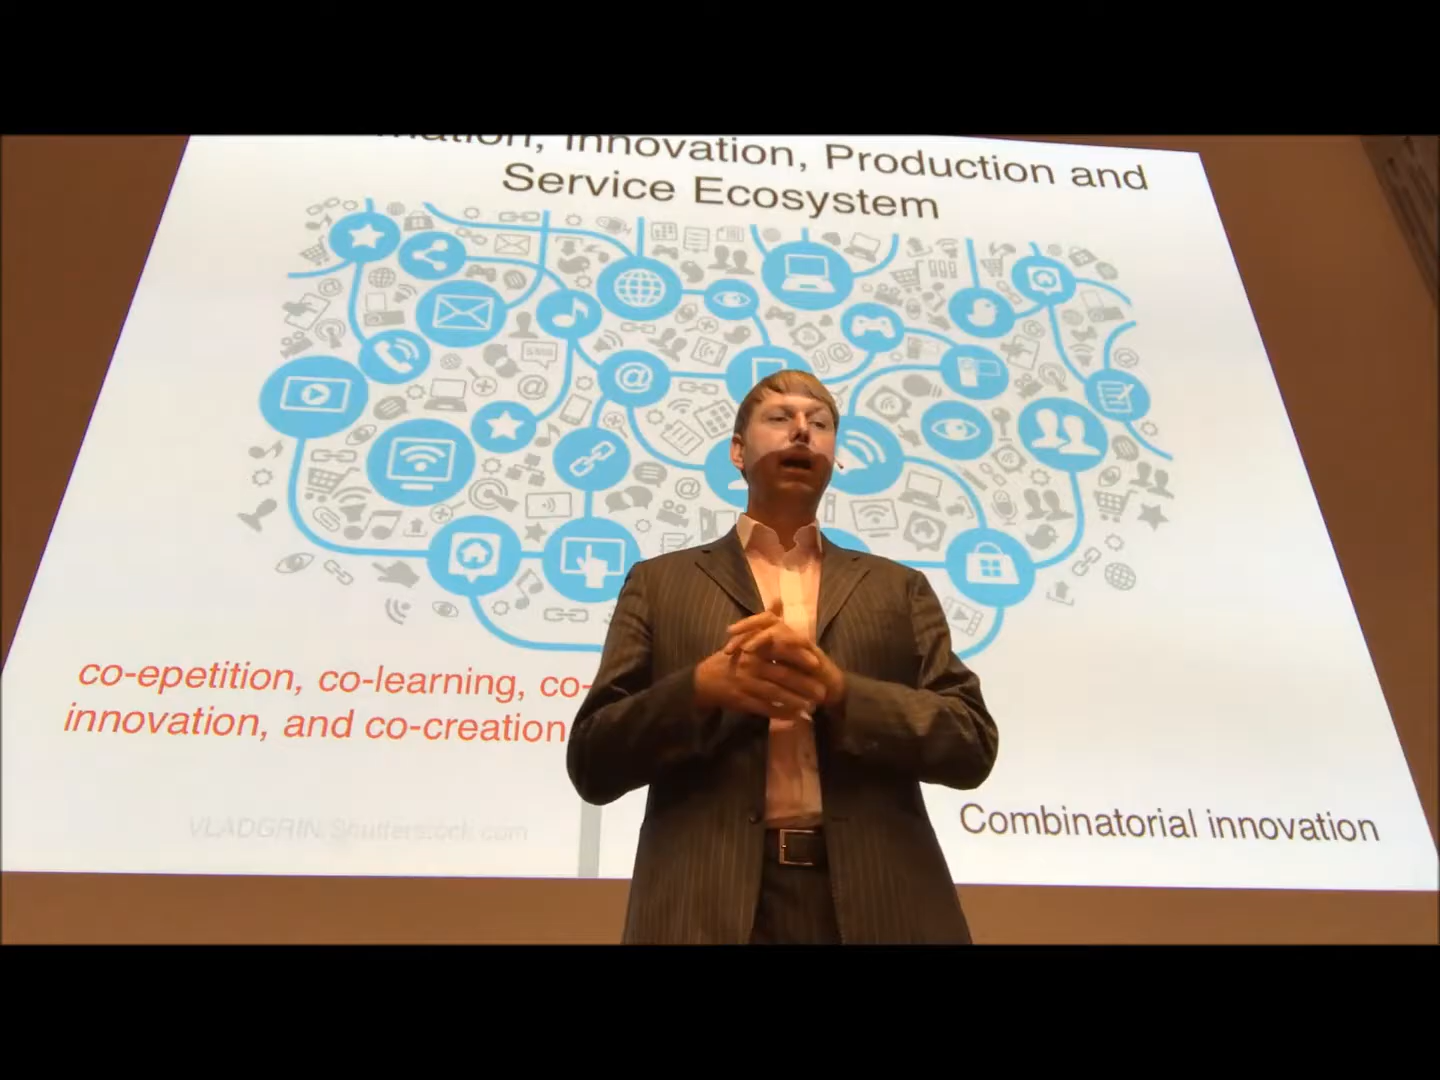 Innovation, Production and
Service Ecosystem
co-epetition, co-learning, co-
innovation, and co-creation
VLADGRIN, Shutterstock.com
Combinatorial innovation